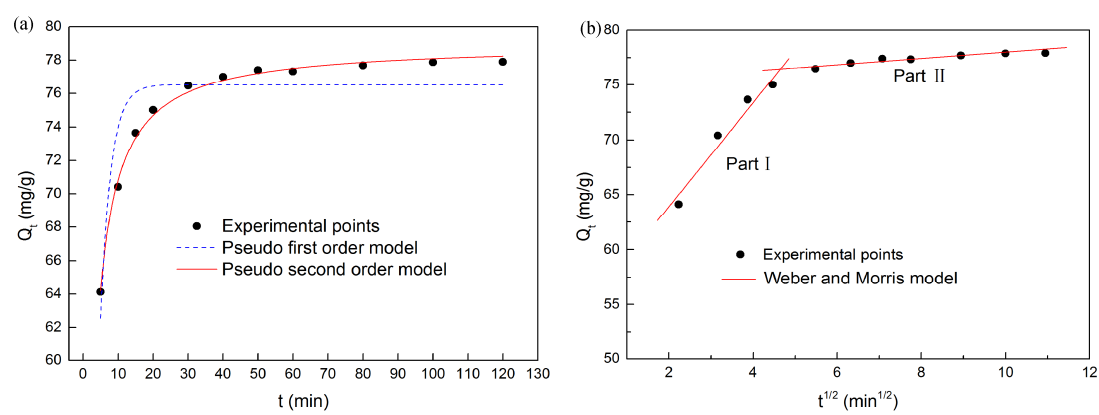 (a)
80
78
76
74
72
70
68
66
64
62
60
Qt (mg/g)
Experimental points
Pseudo first order model
Pseudo second order model
0 10 20 30 40 50 60 70 80 90 100 110 120 130
t (min)
(b)
80
75
70
65
60
55
50
Qt (mg/g)
Part II
Part I
Experimental points
Weber and Morris model
2 4 6 8 10 12
t1/2 (min1/2)